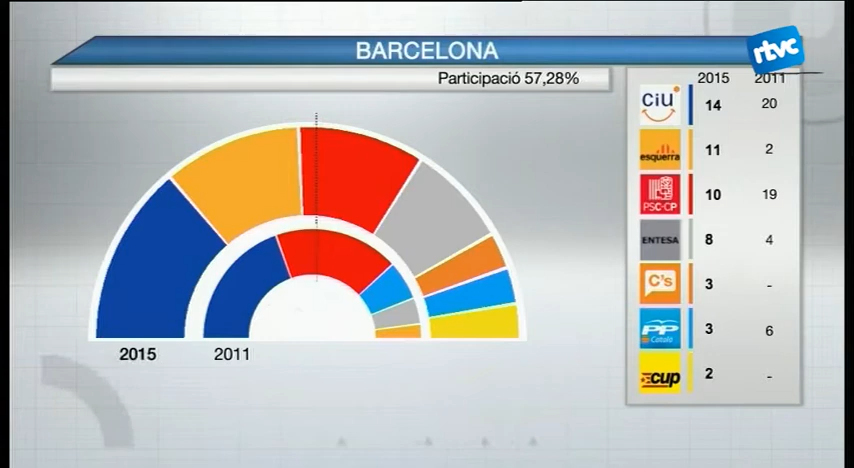 BARCELONA
rtvc
Participació 57,28%
2015 2011
CiU 14 20
esquerra 11 2
PSC-CP 10 19
ENTESA 8 4
C's 3 -
PP Català 3 6
cup 2 -
2015 2011